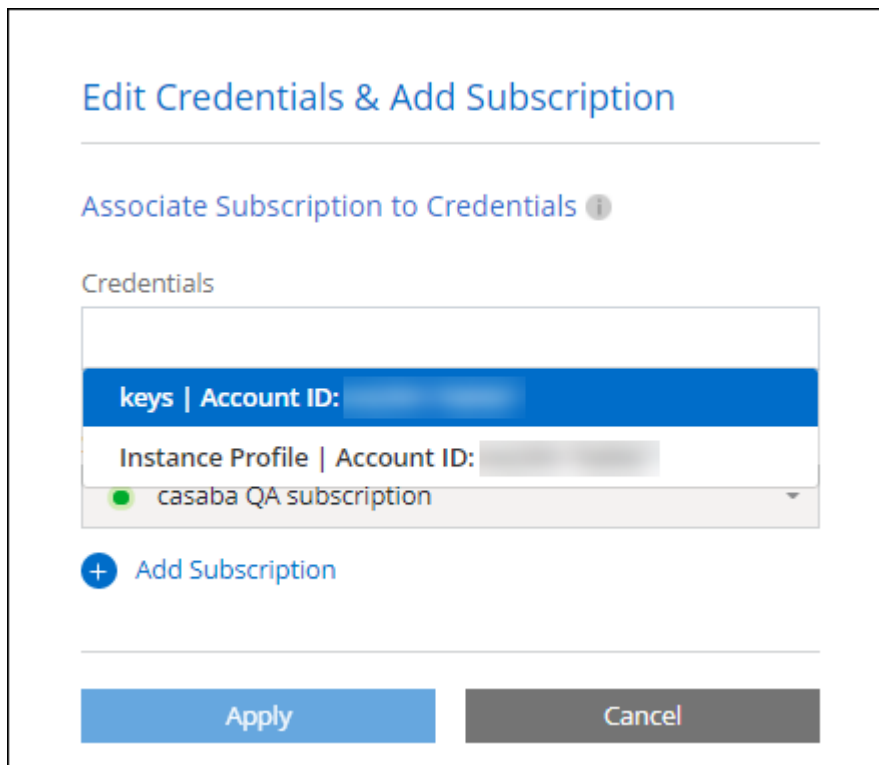 Edit Credentials & Add Subscription
Associate Subscription to Credentials
Credentials
keys | Account ID:
Instance Profile | Account ID:
casaba QA subscription
Add Subscription
Apply
Cancel